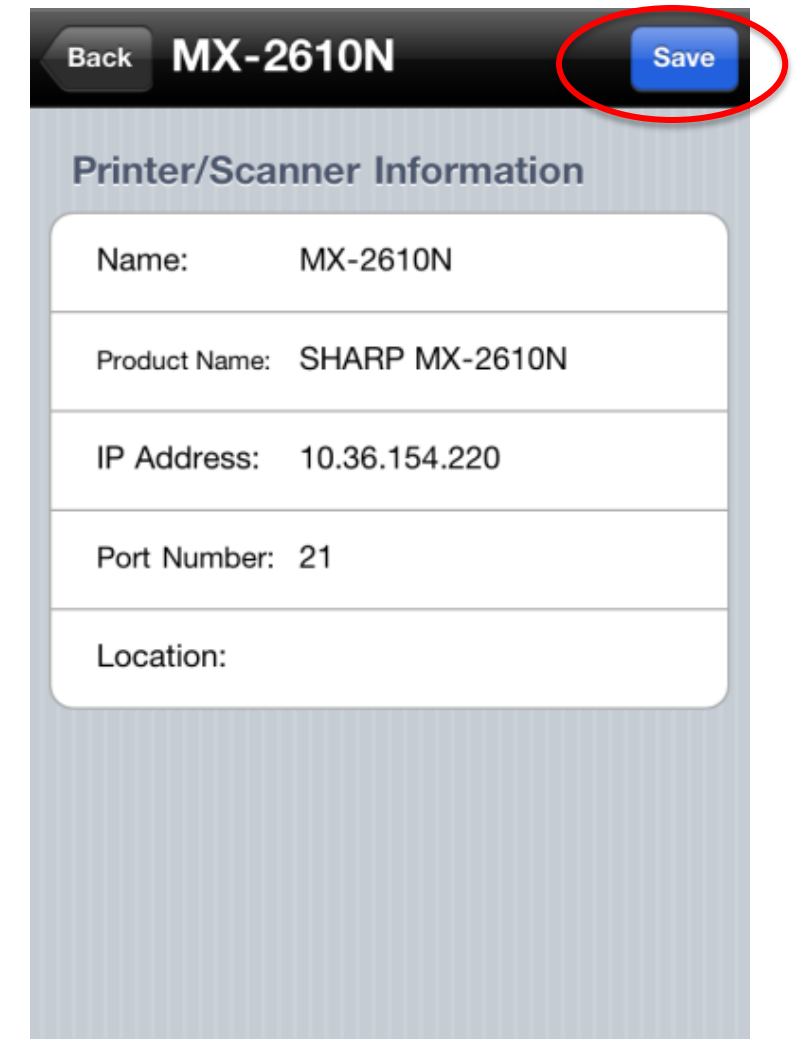 Back MX-2610N Save
Printer/Scanner Information
Name: MX-2610N
Product Name: SHARP MX-2610N
IP Address: 10.36.154.220
Port Number: 21
Location: